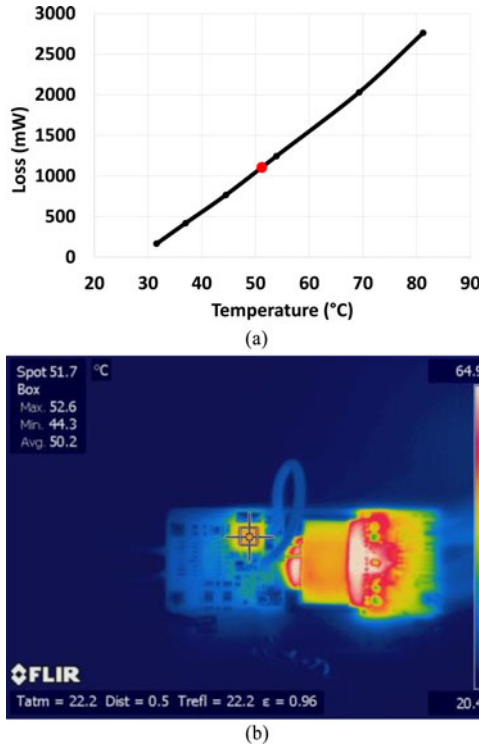 (a)
3000
2500
2000
1500
1000
500
0
Loss (mW)
20 30 40 50 60 70 80 90
Temperature (°C)
(a)
Spot 51.7 °C
Box
Max. 52.6
Min. 44.3
Avg. 50.2
64.9
FLIR
Tatm = 22.2 Dist = 0.5 Trefl = 22.2 ε = 0.96
20.4
(b)